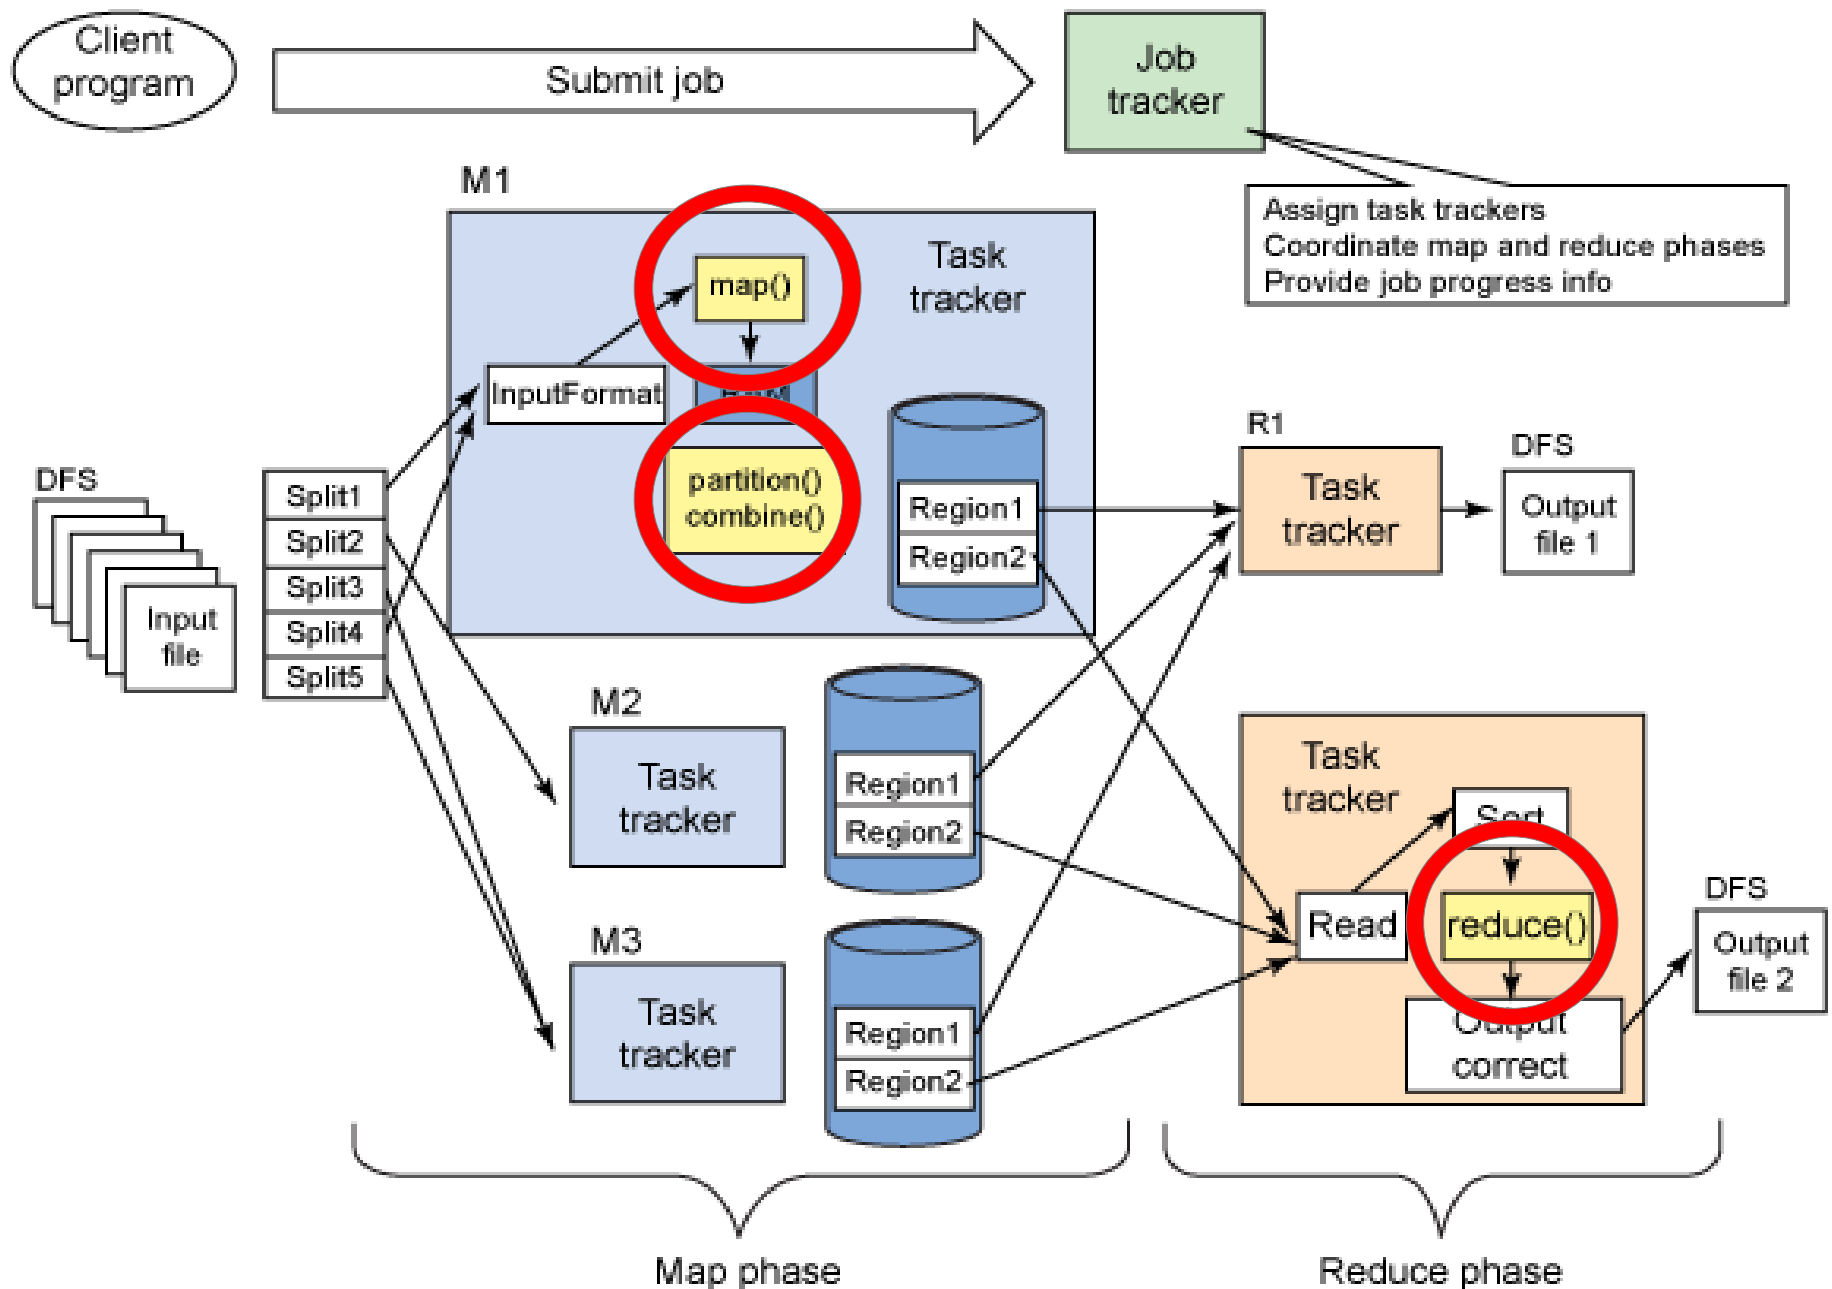 Client
program
Submit job
Job
tracker
Assign task trackers
Coordinate map and reduce phases
Provide job progress info
M1
Task
tracker
map()
InputFormat
partition()
combine()
Region1
Region2
DFS
Input
file
Split1
Split2
Split3
Split4
Split5
M2
Task
tracker
Region1
Region2
M3
Task
tracker
Region1
Region2
R1
Task
tracker
DFS
Output
file 1
Task
tracker
Sort
Read
reduce()
Output
correct
DFS
Output
file 2
Map phase
Reduce phase